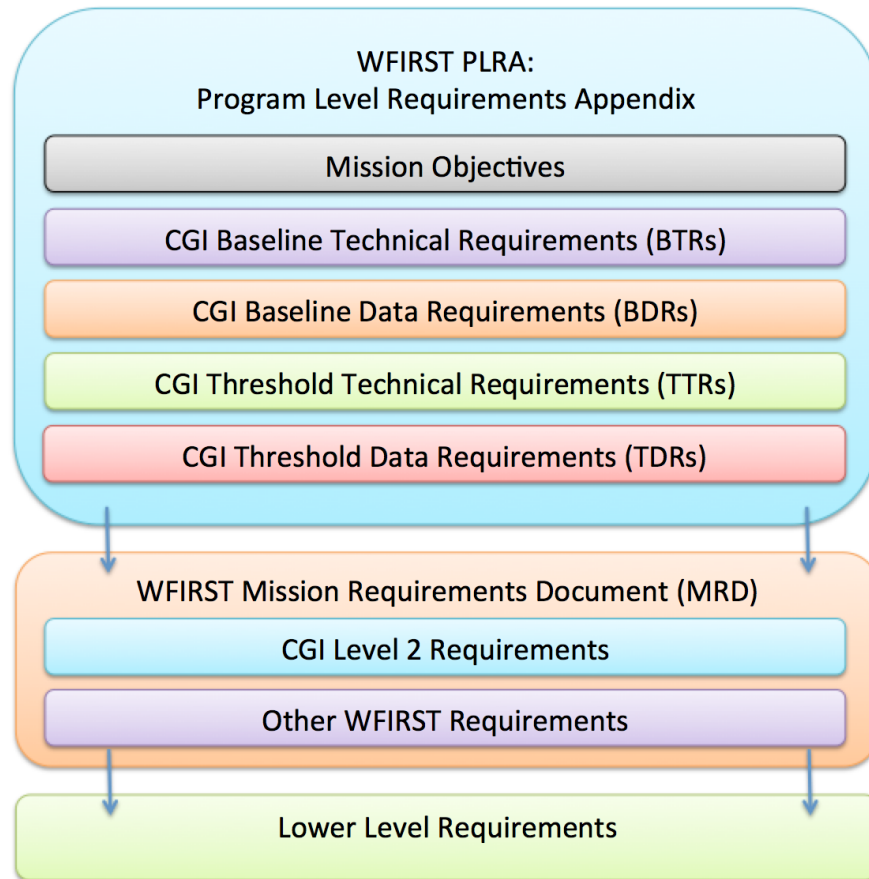 WFIRST PLRA:
Program Level Requirements Appendix
Mission Objectives
CGI Baseline Technical Requirements (BTRs)
CGI Baseline Data Requirements (BDRs)
CGI Threshold Technical Requirements (TTRs)
CGI Threshold Data Requirements (TDRs)
WFIRST Mission Requirements Document (MRD)
CGI Level 2 Requirements
Other WFIRST Requirements
Lower Level Requirements